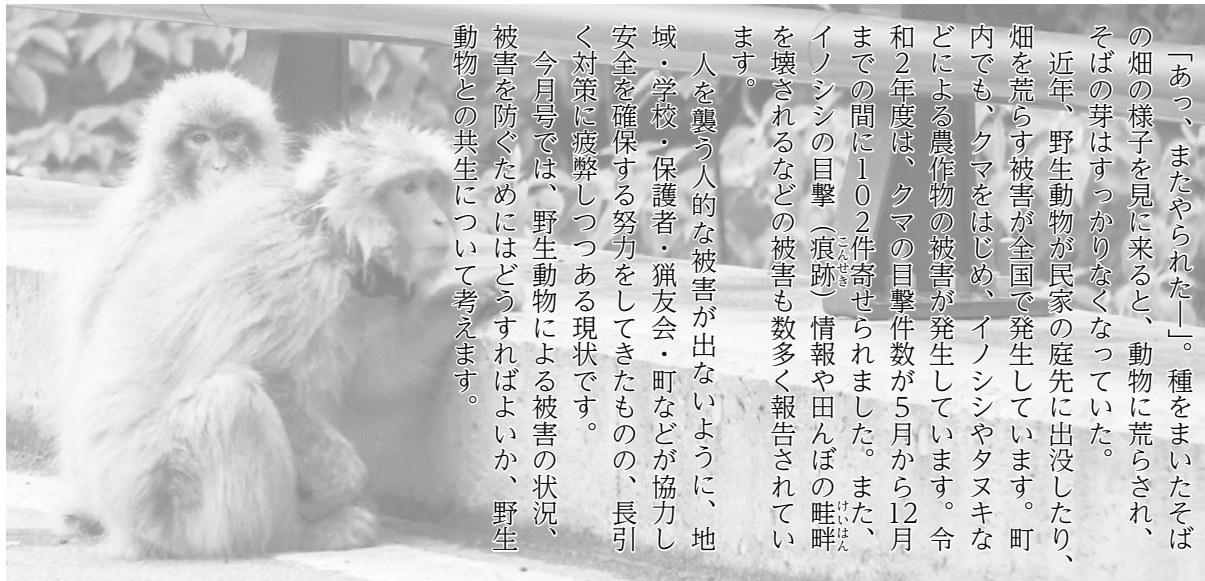 「あっ、またやられた―」。種をまいたそば
の畑の様子を見に来ると、動物に荒らされ、
そばの芽はすっかりなくなっていた。
近年、野生動物が民家の庭先に出没したり、
畑を荒らす被害が全国で発生しています。町
内でも、クマをはじめ、イノシシやタヌキな
どによる農作物の被害が発生しています。令
和2年度は、クマの目撃件数が5月から12月
までの間に102件寄せられました。また、
イノシシの目撃（痕跡こんせき）情報や田んぼの畦畔けいはん
を壊されるなどの被害も数多く報告されてい
ます。
人を襲う人的な被害が出ないように、地
域・学校・保護者・猟友会・町などが協力し
安全を確保する努力をしてきたものの、長引
く対策に疲弊しつつある現状です。
今月号では、野生動物による被害の状況、
被害を防ぐためにはどうすればよいか、野生
動物との共生について考えます。